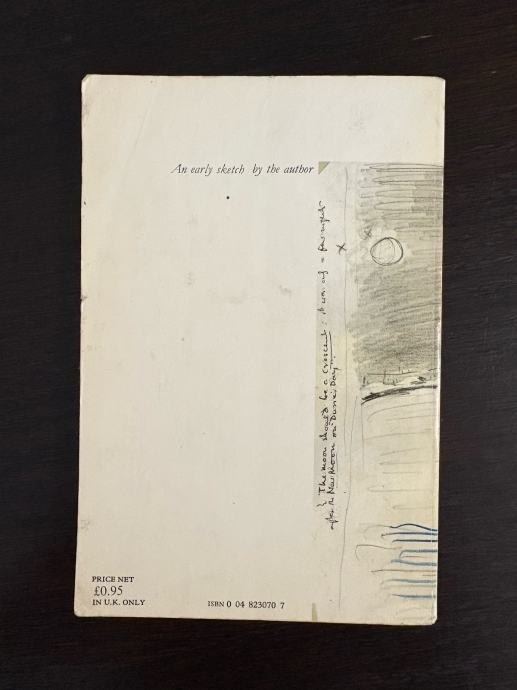 An early sketch by the author
X X
{ The moon should be a crescent: it was only a few nights
after the New Moon on "Durin's Day".
PRICE NET
£0.95
IN U.K. ONLY
ISBN 0 04 823070 7